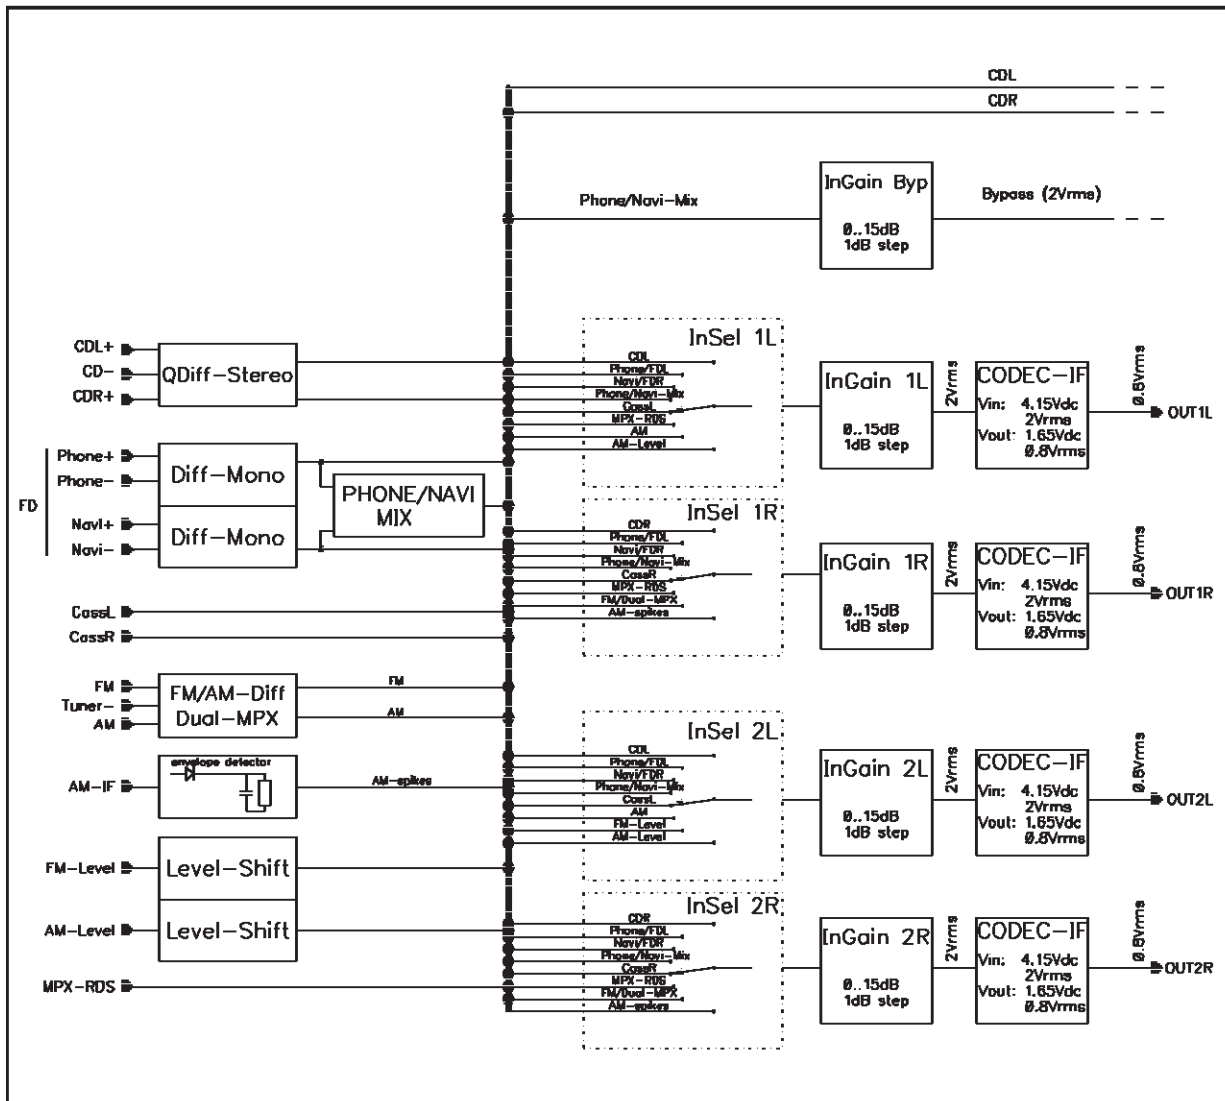 CDL
CDR
Phone/Navi-Mix
InGain Byp
0..15dB
1dB step
Bypass (2Vrms)
CDL+
CD-
CDR+
QDiff-Stereo
FD
Phone+
Phone-
Navi+
Navi-
Diff-Mono
Diff-Mono
PHONE/NAVI
MIX
CassL
CassR
FM
Tuner-
AM
FM/AM-Diff
Dual-MPX
FM
AM
AM-IF
envelope detector
AM-spikes
FM-Level
Level-Shift
AM-Level
Level-Shift
MPX-RDS
InSel 1L
CDL
Phone/FDL
Navi/FDR
Phone/Navi-Mix
CassL
MPX-RDS
AM
AM-Level
InGain 1L
0..15dB
1dB step
2Vrms
CODEC-IF
Vin: 4.15Vdc
2Vrms
Vout: 1.65Vdc
0.8Vrms
0.8Vrms
OUT1L
InSel 1R
CDR
Phone/FDL
Navi/FDR
Phone/Navi-Mix
CassR
MPX-RDS
FM/Dual-MPX
AM-spikes
InGain 1R
0..15dB
1dB step
2Vrms
CODEC-IF
Vin: 4.15Vdc
2Vrms
Vout: 1.65Vdc
0.8Vrms
0.8Vrms
OUT1R
InSel 2L
CDL
Phone/FDL
Navi/FDR
Phone/Navi-Mix
CassL
AM
FM-Level
AM-Level
InGain 2L
0..15dB
1dB step
2Vrms
CODEC-IF
Vin: 4.15Vdc
2Vrms
Vout: 1.65Vdc
0.8Vrms
0.8Vrms
OUT2L
InSel 2R
CDR
Phone/FDL
Navi/FDR
Phone/Navi-Mix
CassR
MPX-RDS
FM/Dual-MPX
AM-spikes
InGain 2R
0..15dB
1dB step
2Vrms
CODEC-IF
Vin: 4.15Vdc
2Vrms
Vout: 1.65Vdc
0.8Vrms
0.8Vrms
OUT2R